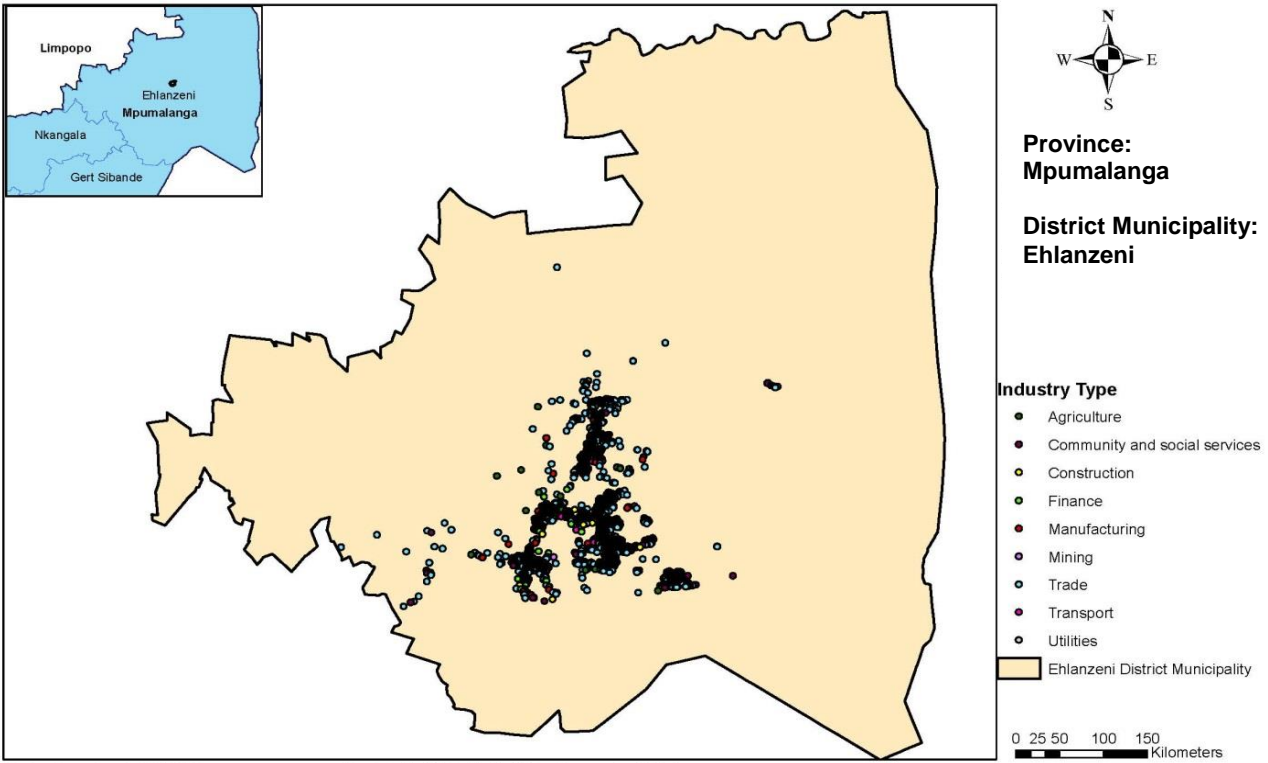 Limpopo
Ehlanzeni
Mpumalanga
Nkangala
Gert Sibande
N
W E
S
Province:
Mpumalanga
District Municipality:
Ehlanzeni
Industry Type
Agriculture
Community and social services
Construction
Finance
Manufacturing
Mining
Trade
Transport
Utilities
Ehlanzeni District Municipality
0 25 50 100 150
Kilometers